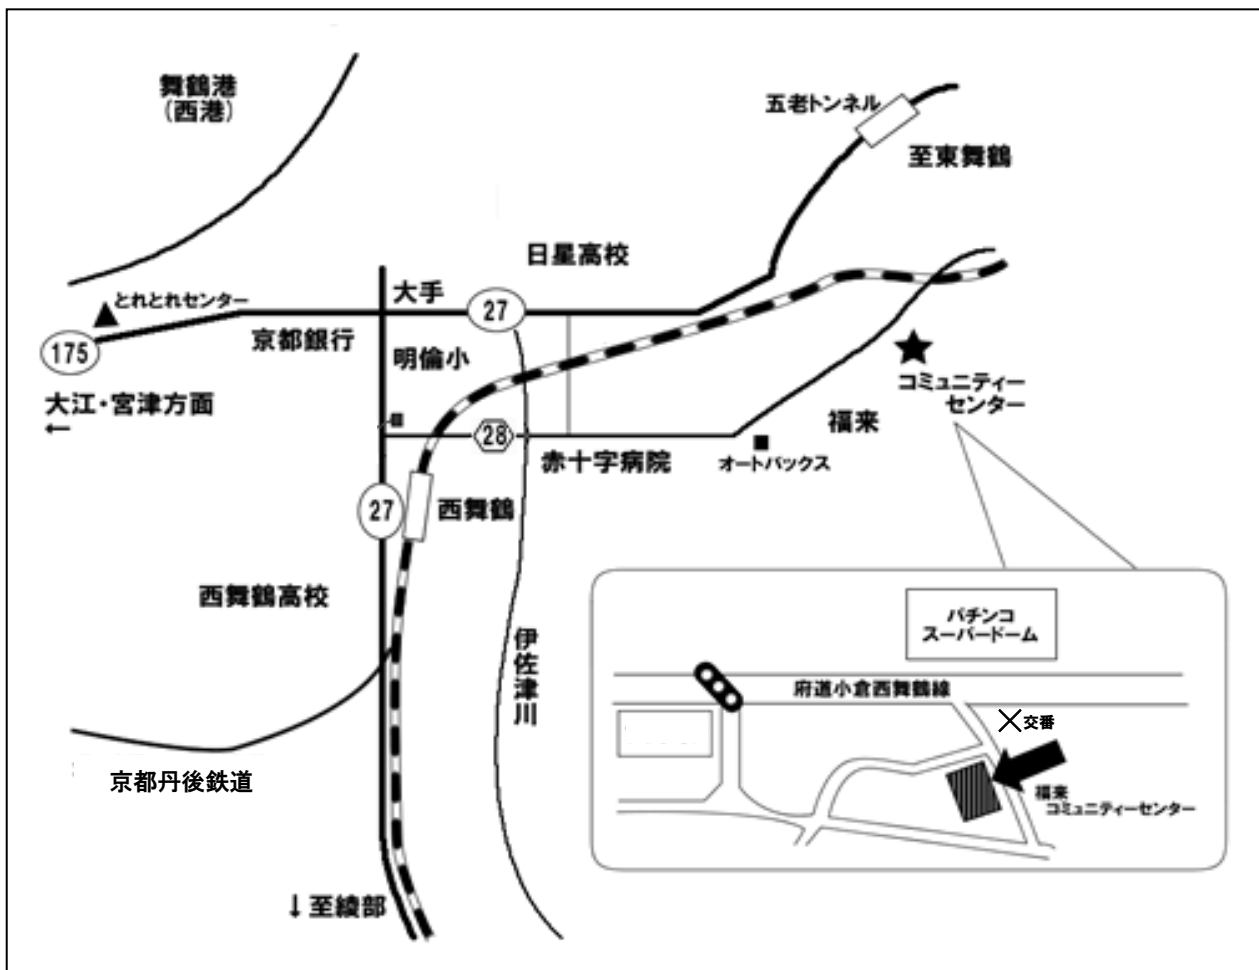 舞鶴港
(西港)
五老トンネル
至東舞鶴
日星高校
大手
とれとれセンター
27
京都銀行
175
明倫小
コミュニティー
センター
大江・宮津方面
←
福来
28
赤十字病院
オートバックス
27
西舞鶴
西舞鶴高校
伊佐津川
京都丹後鉄道
↓至綾部
パチンコ
スーパードーム
府道小倉西舞鶴線
交番
福来
コミュニティーセンター